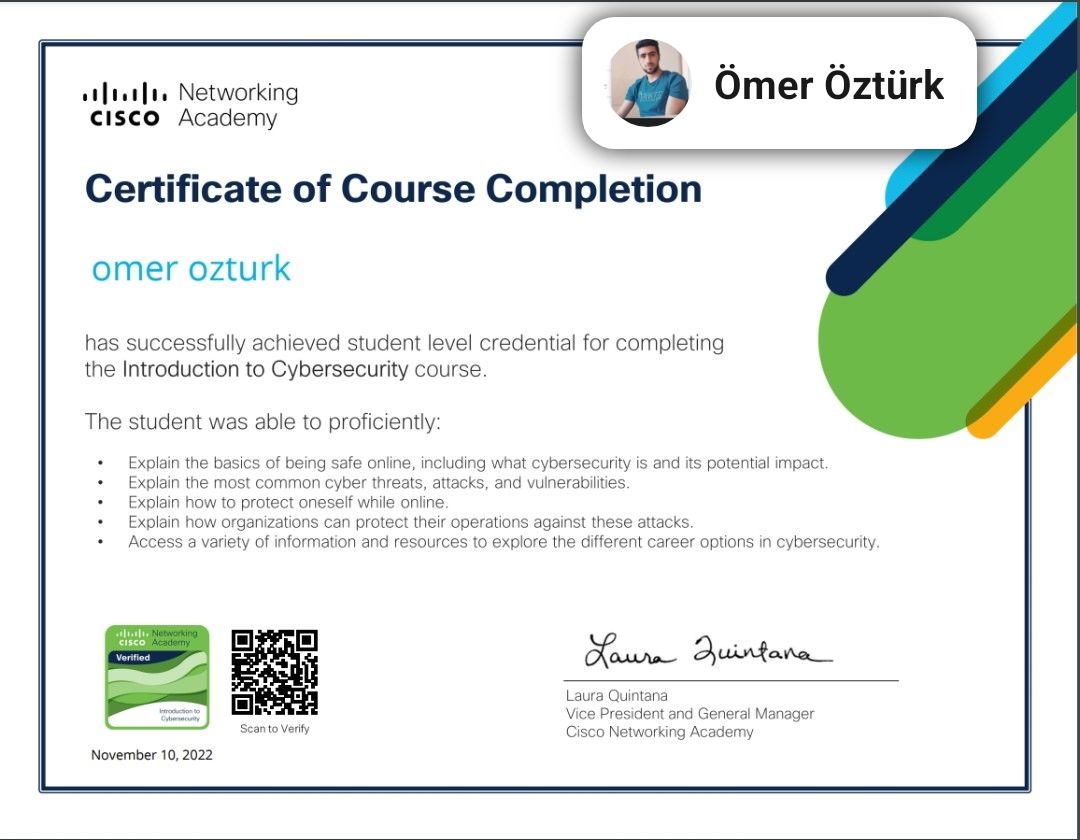 Ömer Öztürk
Networking
CISCO Academy
Certificate of Course Completion
omer ozturk
has successfully achieved student level credential for completing
the Introduction to Cybersecurity course.
The student was able to proficiently:
• Explain the basics of being safe online, including what cybersecurity is and its potential impact.
• Explain the most common cyber threats, attacks, and vulnerabilities.
• Explain how to protect oneself while online.
• Explain how organizations can protect their operations against these attacks.
• Access a variety of information and resources to explore the different career options in cybersecurity.
Networking
CISCO Academy
Verified
Introduction to
Cybersecurity
Scan to Verify
November 10, 2022
Laura Quintana
Laura Quintana
Vice President and General Manager
Cisco Networking Academy